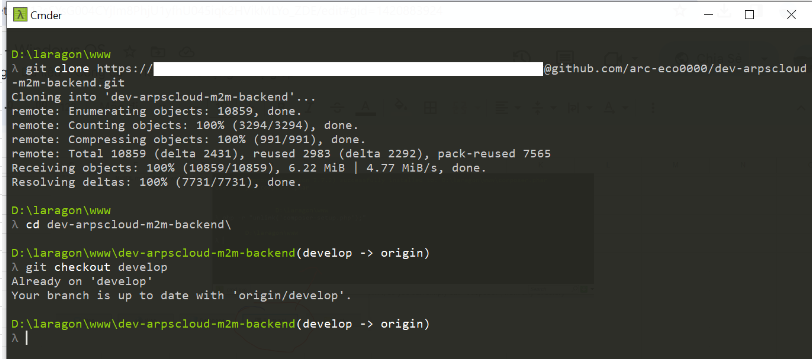 λ Cmder
D:\laragon\www
λ git clone https:// @github.com/arc-eco0000/dev-arpscloud
-m2m-backend.git
Cloning into 'dev-arpscloud-m2m-backend'...
remote: Enumerating objects: 10859, done.
remote: Counting objects: 100% (3294/3294), done.
remote: Compressing objects: 100% (991/991), done.
remote: Total 10859 (delta 2431), reused 2983 (delta 2292), pack-reused 7565
Receiving objects: 100% (10859/10859), 6.22 MiB | 4.77 MiB/s, done.
Resolving deltas: 100% (7731/7731), done.
D:\laragon\www
λ cd dev-arpscloud-m2m-backend\
D:\laragon\www\dev-arpscloud-m2m-backend(develop -> origin)
λ git checkout develop
Already on 'develop'
Your branch is up to date with 'origin/develop'.
D:\laragon\www\dev-arpscloud-m2m-backend(develop -> origin)
λ